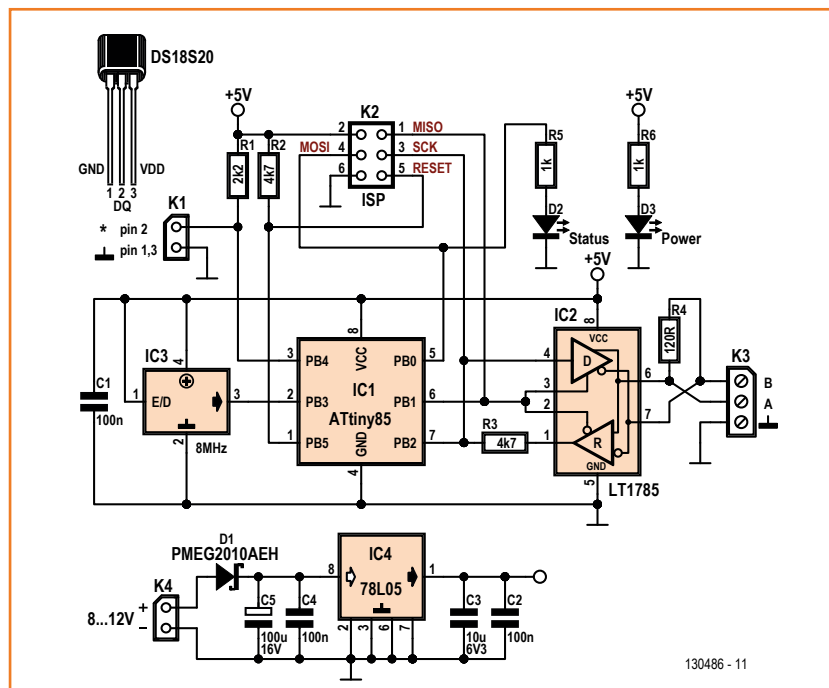 DS18S20
GND
VDD
1 2 3
DQ
K1
* pin 2
pin 1,3
+5V
R1
2k2
R2
4k7
K2
MOSI
2
4
6
1
3
5
MISO
SCK
RESET
ISP
+5V
R5
1k
D2
Status
+5V
R6
1k
D3
Power
+5V
C1
100n
IC3
4
1
E/D
3
2
8MHz
3
2
1
PB4
PB3
PB5
8
VCC
IC1
ATtiny85
GND
4
PB0
PB1
PB2
5
6
7
R3
4k7
IC2
8
VCC
4
D
3
2
1
R
GND
5
LT1785
6
7
R4
120R
K3
B
A
K4
8...12V
+
–
D1
PMEG2010AEH
C5
100u
16V
C4
100n
8
IC4
78L05
1
2
3
6
7
C3
10u
6V3
C2
100n
130486 - 11